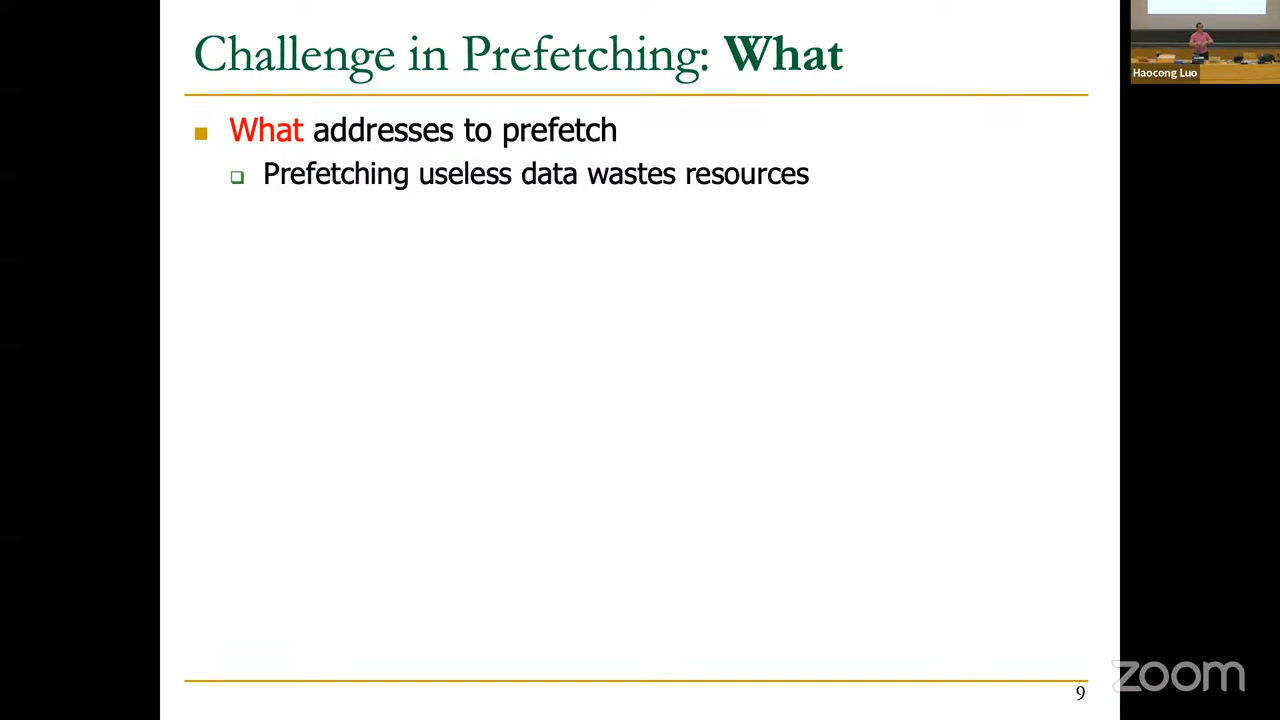 Challenge in Prefetching: What
Haocong Luo
What addresses to prefetch
Prefetching useless data wastes resources
9
zoom